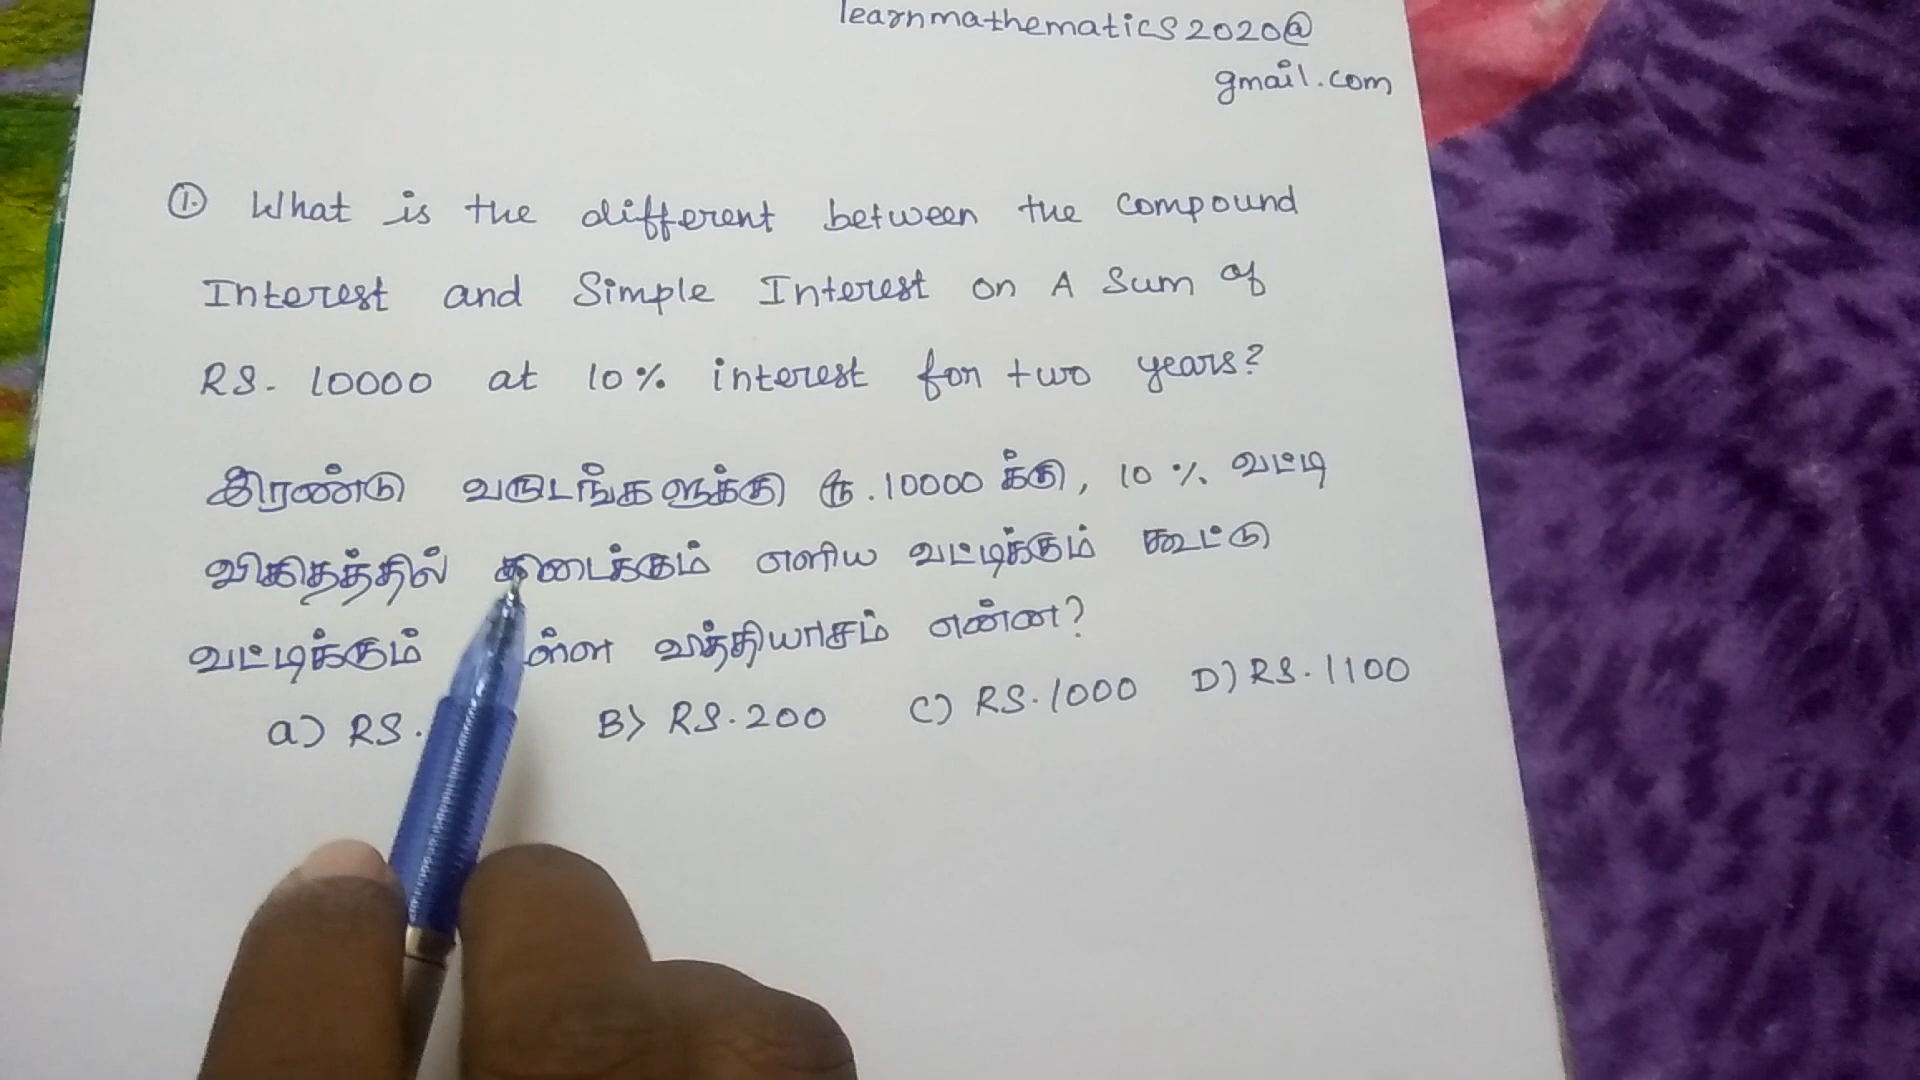 learnmathematics2020@
gmail.com
① What is the different between the compound
Interest and Simple Interest on A Sum of
RS. 10000 at 10% interest for two years?
இரண்டு வருடங்களுக்கு ரூ.10000 க்கு, 10 % வட்டி
விகிதத்தில் கிடைக்கும் எளிய வட்டிக்கும் கூட்டு
வட்டிக்கும் வித்தியாசம் என்ன?
a) RS. B) RS.200 C) RS.1000 D) RS.1100